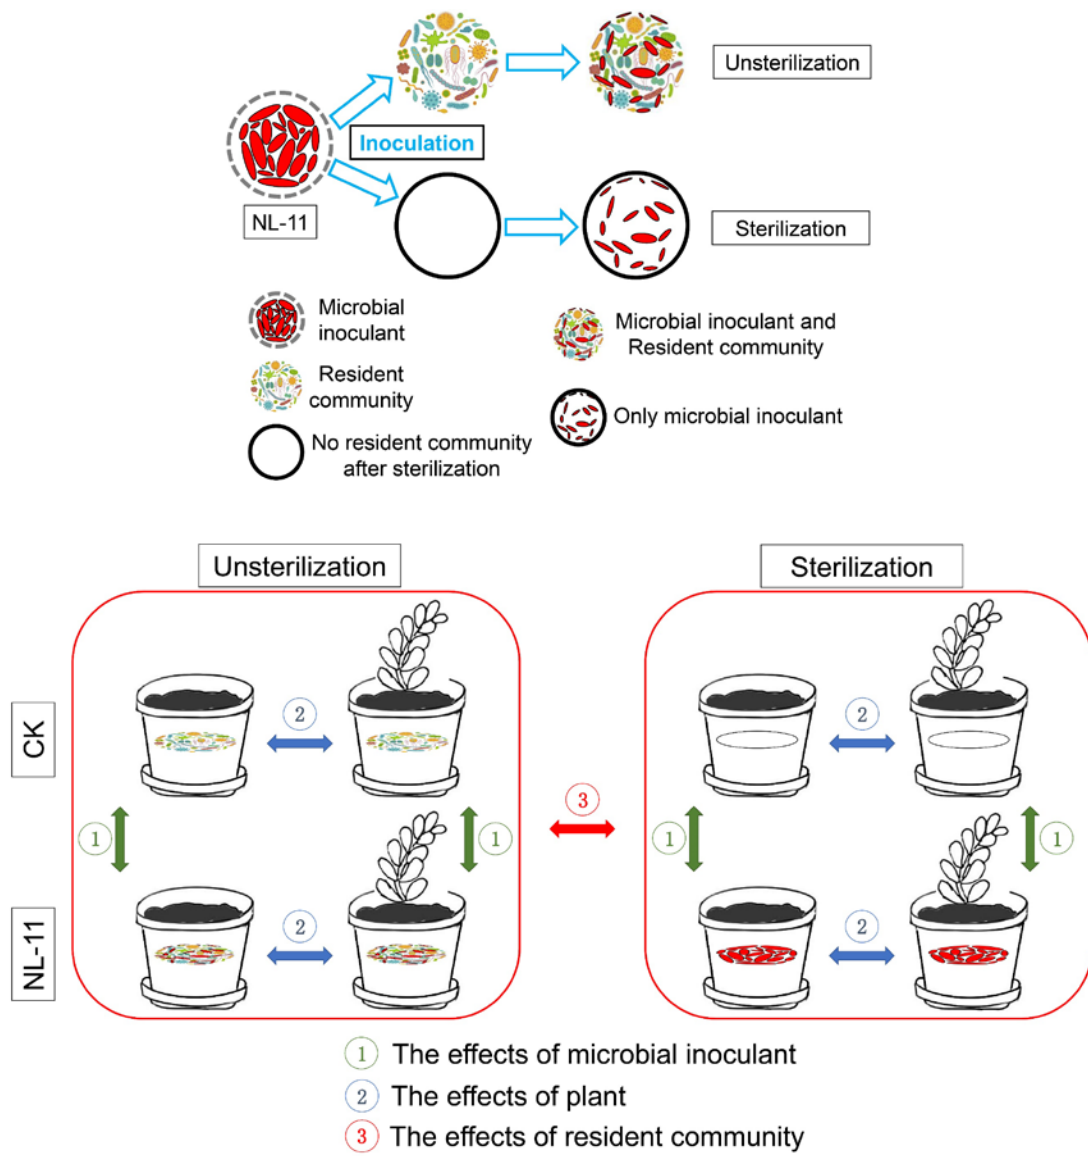 Unsterilization
Inoculation
NL-11
Sterilization
Microbial
inoculant
Microbial inoculant and
Resident community
Resident
community
Only microbial inoculant
No resident community
after sterilization
Unsterilization
Sterilization
CK
2
2
1
1
3
1
1
NL-11
2
2
1 The effects of microbial inoculant
2 The effects of plant
3 The effects of resident community